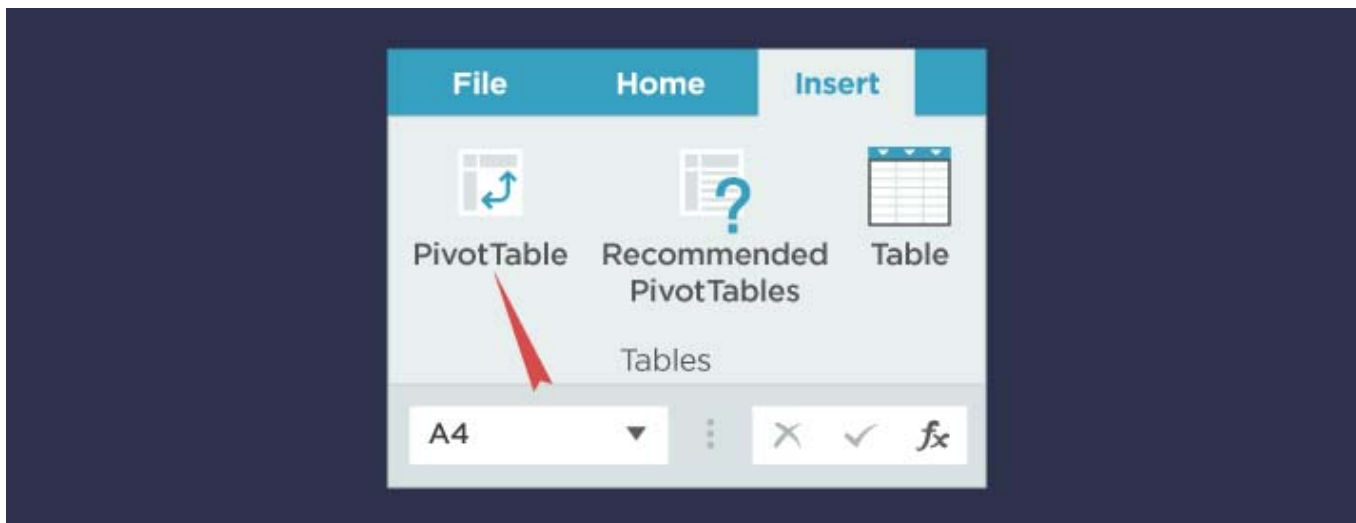 File Home Insert
PivotTable Recommended PivotTables Table
Tables
A4 fx